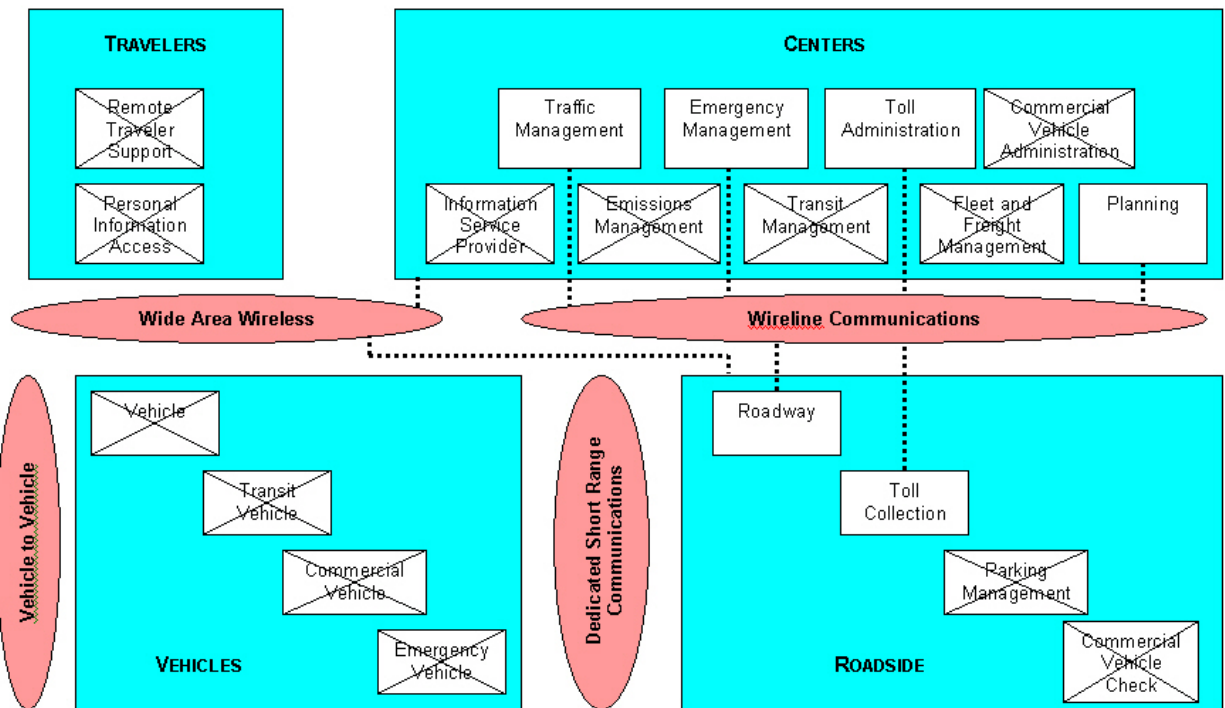 TRAVELERS
Remote
Traveler
Support
Personal
Information
Access
CENTERS
Traffic
Management
Emergency
Management
Toll
Administration
Commercial
Vehicle
Administration
Information
Service
Provider
Emissions
Management
Transit
Management
Fleet and
Freight
Management
Planning
Wide Area Wireless
Wireline Communications
Vehicle to Vehicle
Vehicle
Transit
Vehicle
Commercial
Vehicle
Emergency
Vehicle
VEHICLES
Dedicated Short Range
Communications
Roadway
Toll
Collection
Parking
Management
Commercial
Vehicle
Check
ROADSIDE